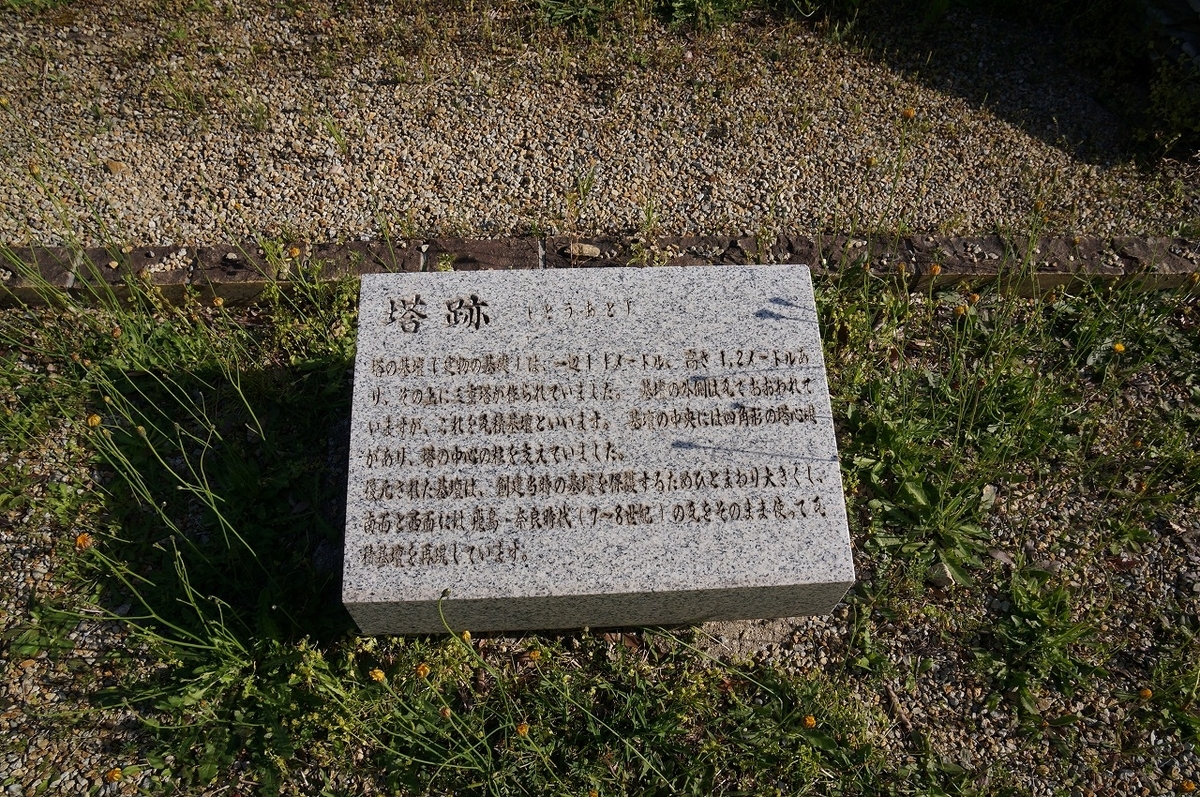 塔跡 （とうあと）
塔の基壇（建物の基礎）は、一辺11メートル、高さ1.2メートルあ
り、その上に三重塔が作られていました。 基壇の外側は瓦でおおわれて
いますが、これを瓦積基壇といいます。 基壇の中央には四角形の塔心礎
があり、塔の中心の柱を支えていました。
復元された基壇は、創建当時の基壇を保護するためひとまわり大きくし、
南面と西面には飛鳥・奈良時代（7〜8世紀）の瓦をそのまま使って瓦
積基壇を再現しています。